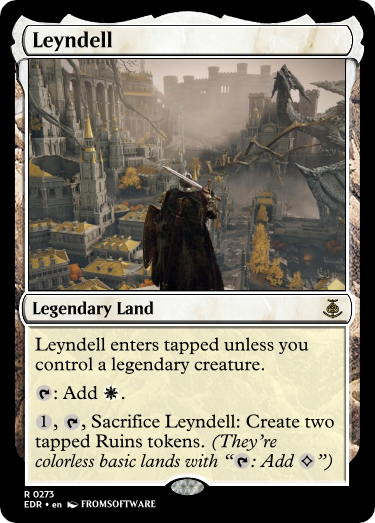 Leyndell
Legendary Land
Leyndell enters tapped unless you
control a legendary creature.
: Add .
1, , Sacrifice Leyndell: Create two
tapped Ruins tokens. (They're
colorless basic lands with “: Add ”)
R 0273
EDR • en FROMSOFTWARE